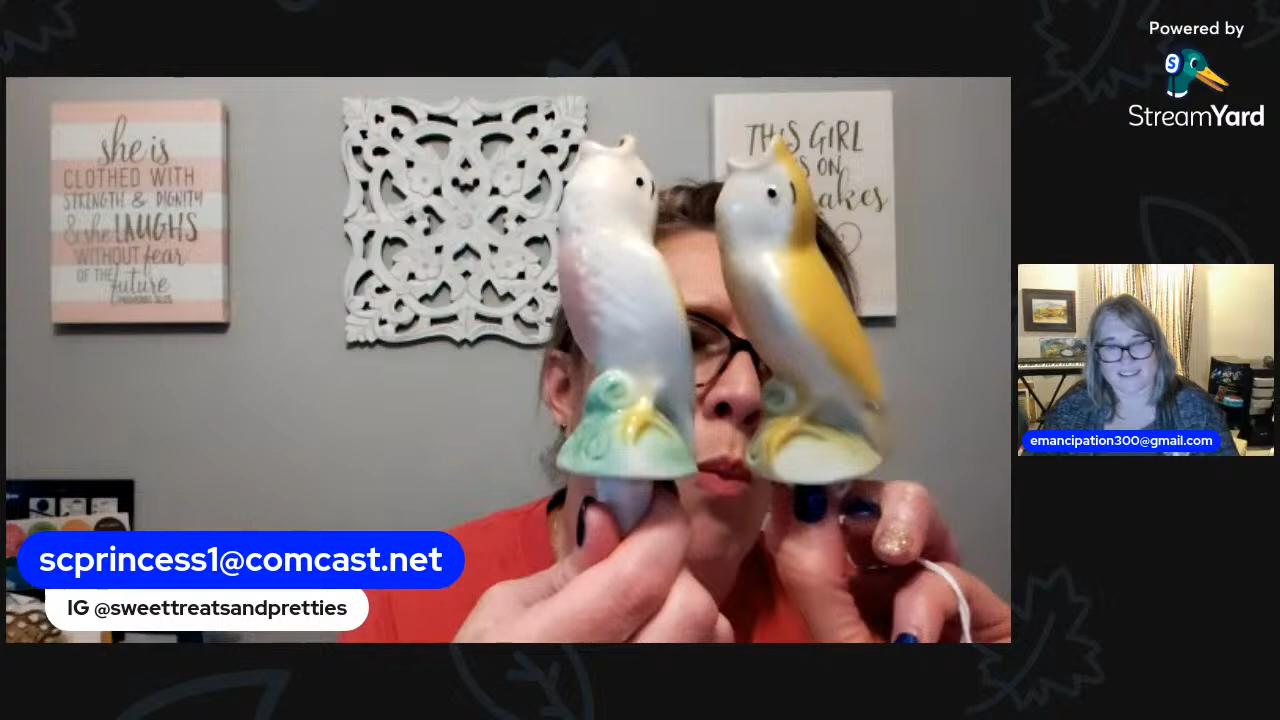 Powered by
S
StreamYard
she is
CLOTHED WITH
STRENGTH & DIGNITY
& she LAUGHS
WITHOUT fear
OF THE future
THIS GIRL
ON
akes
emancipation300@gmail.com
scprincess1@comcast.net
IG @sweettreatsandpretties